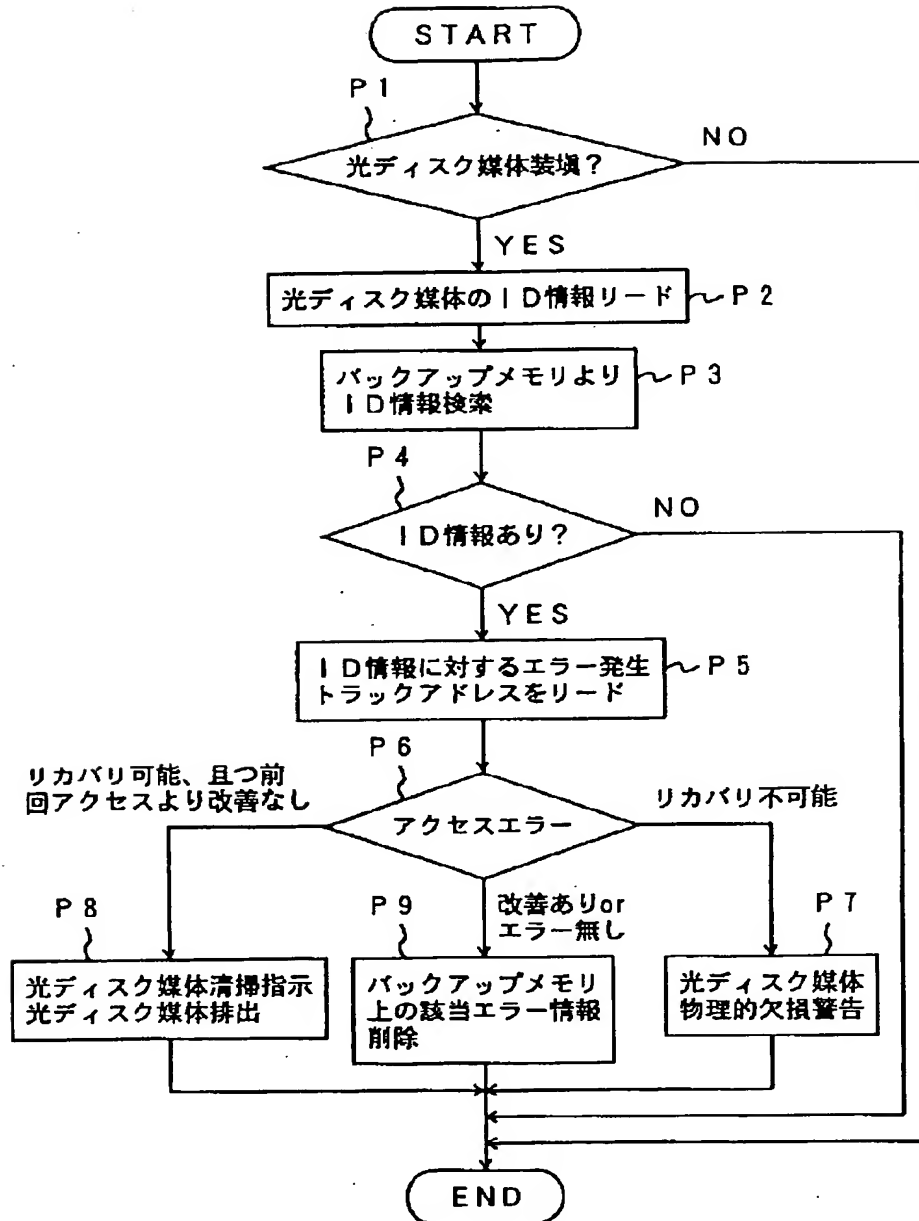 START
P1
光ディスク媒体装填?
NO
YES
光ディスク媒体のID情報リード
P2
バックアップメモリより
ID情報検索
P3
P4
ID情報あり?
NO
YES
ID情報に対するエラー発生
トラックアドレスをリード
P5
P6
リカバリ可能、且つ前
回アクセスより改善なし
アクセスエラー
リカバリ不可能
P8
P9
改善ありor
エラー無し
P7
光ディスク媒体清掃指示
光ディスク媒体排出
バックアップメモリ
上の該当エラー情報
削除
光ディスク媒体
物理的欠損警告
END